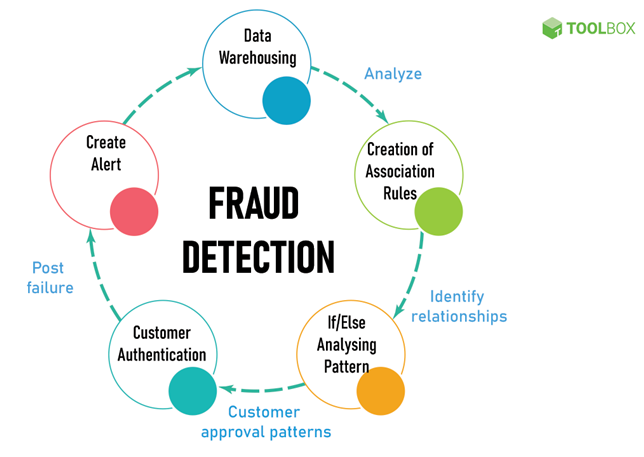 TOOLBOX
Data
Warehousing
Analyze
Creation of
Association
Rules
Identify
relationships
If/Else
Analysing
Pattern
Customer
approval patterns
Customer
Authentication
Post
failure
Create
Alert
FRAUD
DETECTION